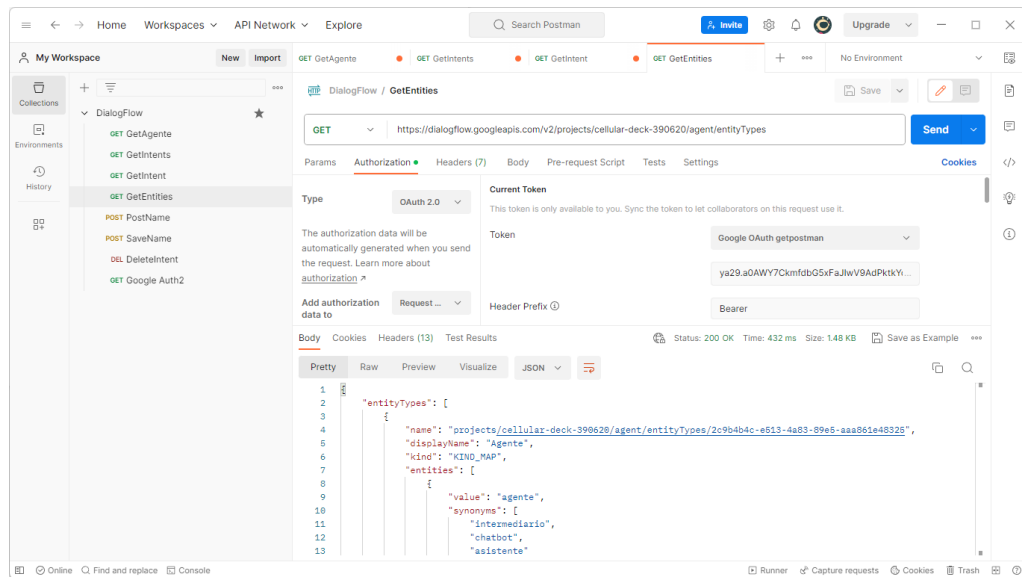 Home Workspaces API Network Explore Search Postman Invite Upgrade
My Workspace New Import GET GetAgente GET GetIntents GET GetIntent GET GetEntities No Environment
Collections
Environments
History
DialogFlow
GET GetAgente
GET GetIntents
GET GetIntent
GET GetEntities
POST PostName
POST SaveName
DEL DeleteIntent
GET Google Auth2
HTTP DialogFlow / GetEntities Save
GET https://dialogflow.googleapis.com/v2/projects/cellular-deck-390620/agent/entityTypes Send
Params Authorization Headers (7) Body Pre-request Script Tests Settings Cookies
Type OAuth 2.0
The authorization data will be
automatically generated when you send
the request. Learn more about
authorization
Add authorization
data to
Request ...
Current Token
This token is only available to you. Sync the token to let collaborators on this request use it.
Token Google OAuth getpostman
Header Prefix Bearer
Body Cookies Headers (13) Test Results Status: 200 OK Time: 432 ms Size: 1.48 KB Save as Example
Pretty Raw Preview Visualize JSON
1 {
2 "entityTypes": [
3 {
4 "name": "projects/cellular-deck-390620/agent/entityTypes/2c9b4b4c-e513-4a83-89e5-aaa861e48325",
5 "displayName": "Agente",
6 "kind": "KIND_MAP",
7 "entities": [
8 {
9 "value": "agente",
10 "synonyms": [
11 "intermediario",
12 "chatbot",
13 "asistente"
Online Find and replace Console Runner Capture requests Cookies Trash